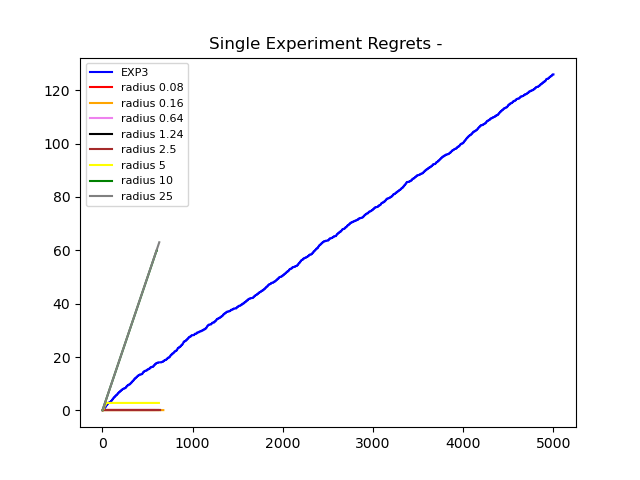 Single Experiment Regrets -
EXP3
radius 0.08
radius 0.16
radius 0.64
radius 1.24
radius 2.5
radius 5
radius 10
radius 25
120
100
80
60
40
20
0
0 1000 2000 3000 4000 5000